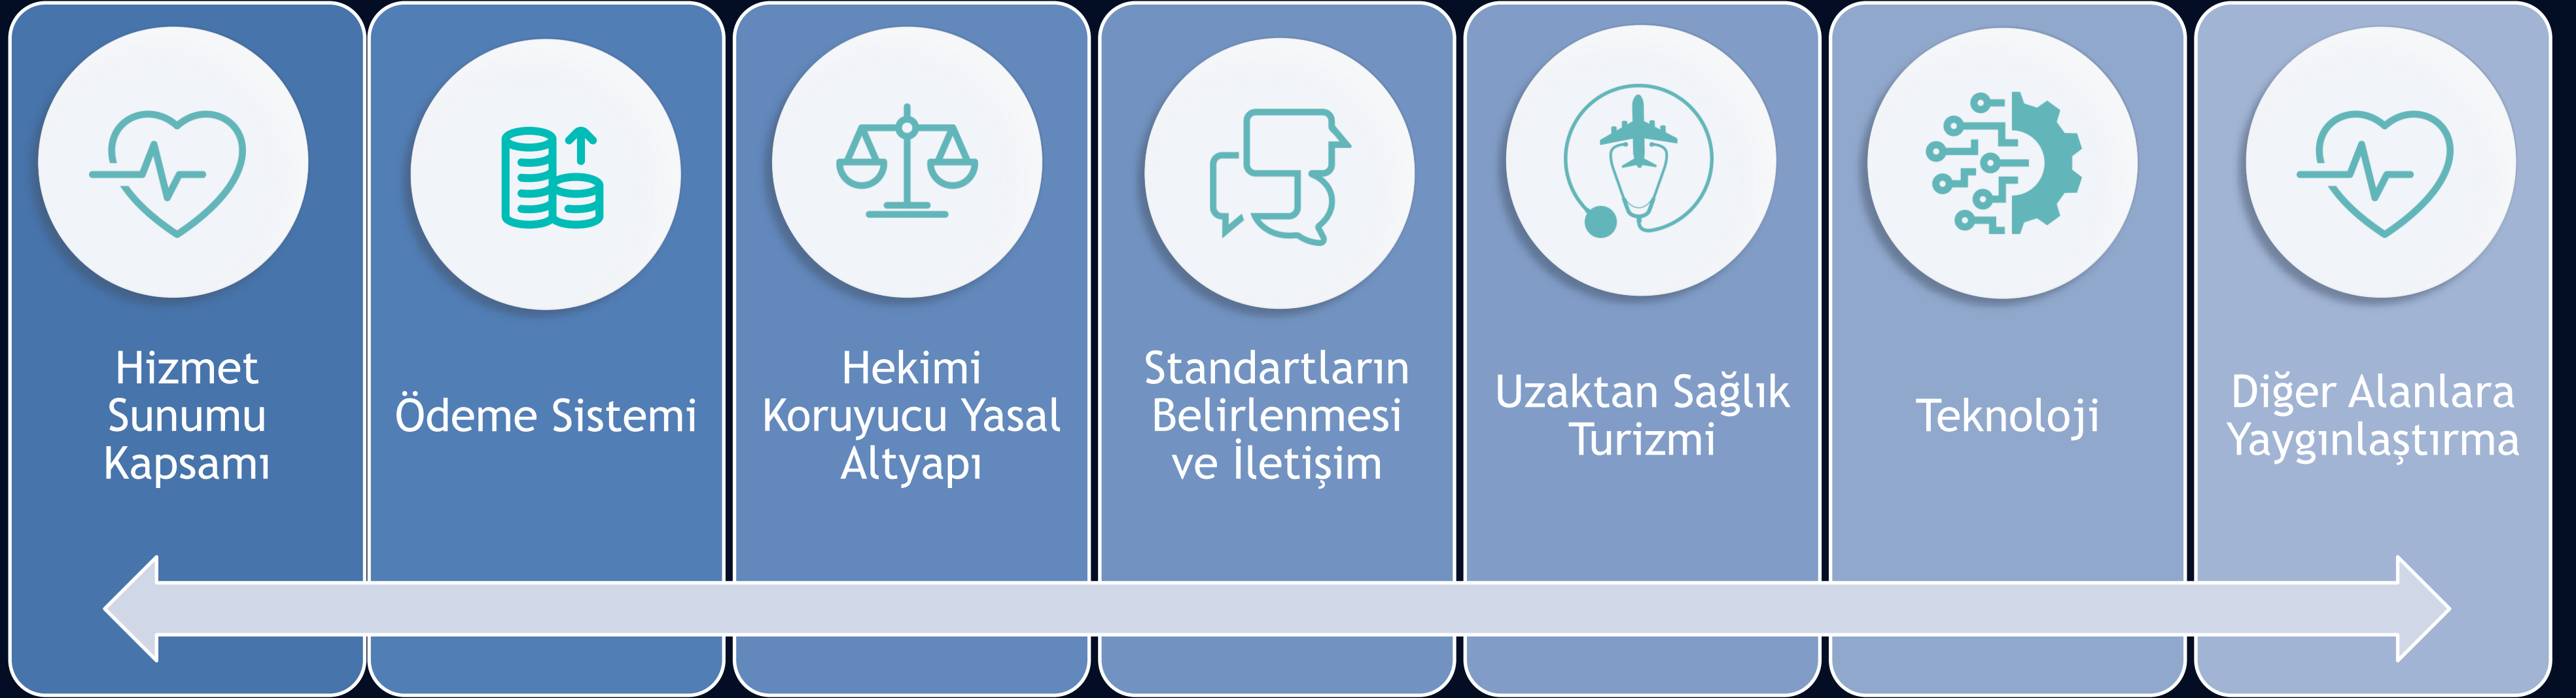 Hizmet
Sunumu
Kapsamı
Ödeme Sistemi
Hekimi
Koruyucu Yasal
Altyapı
Standartların
Belirlenmesi
ve İletişim
Uzaktan Sağlık
Turizmi
Teknoloji
Diğer Alanlara
Yaygınlaştırma